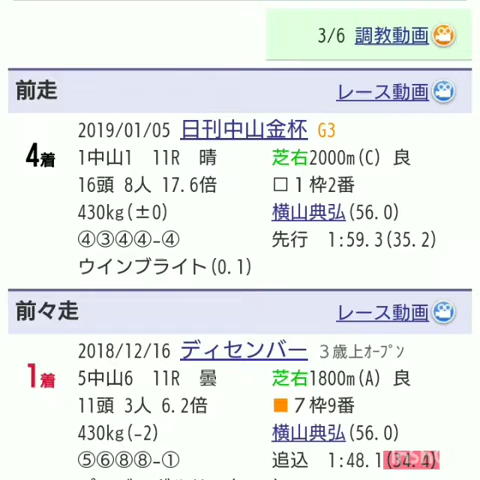 3/6 調教動画
前走 レース動画
2019/01/05 日刊中山金杯 G3
4着 1中山1 11R 晴 芝右2000m(C) 良
16頭 8人 17.6倍 □1枠2番
430kg(±0) 横山典弘(56.0)
④③④④-④ 先行 1:59.3(35.2)
ウインブライト(0.1)
前々走 レース動画
2018/12/16 ディセンバー 3歳上オープン
1着 5中山6 11R 曇 芝右1800m(A) 良
11頭 3人 6.2倍 ■7枠9番
430kg(-2) 横山典弘(56.0)
⑤⑥⑧⑧-① 追込 1:48.1(34.4)